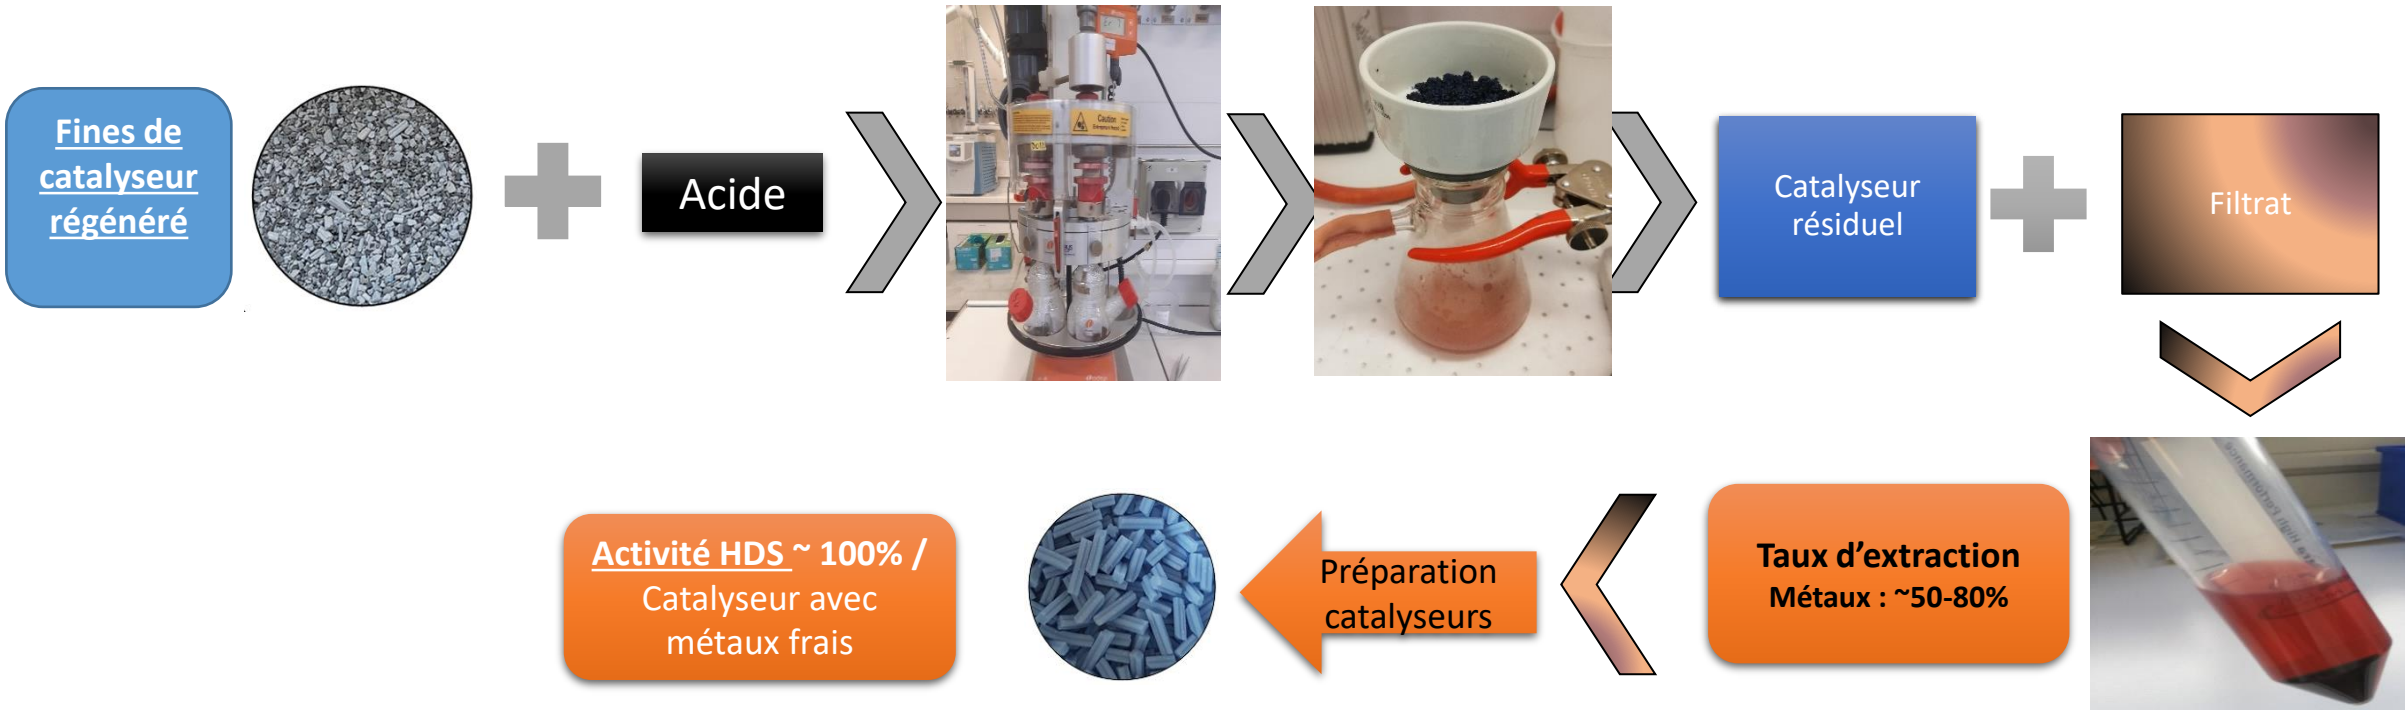 Fines de
catalyseur
régénéré
Acide
Caution
Catalyseur
résiduel
Filtrat
Taux d’extraction
Métaux : ~50-80%
Préparation
catalyseurs
Activité HDS ~ 100% /
Catalyseur avec
métaux frais